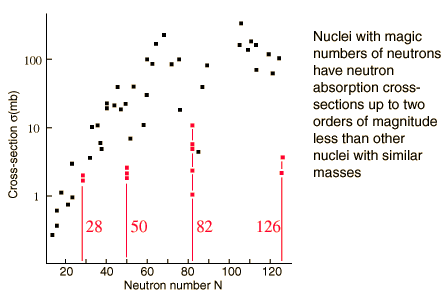 Cross-section σ(mb)
100
10
1
28
50
82
126
20
40
60
80
100
120
Neutron number N
Nuclei with magic
numbers of neutrons
have neutron
absorption cross-
sections up to two
orders of magnitude
less than other
nuclei with similar
masses